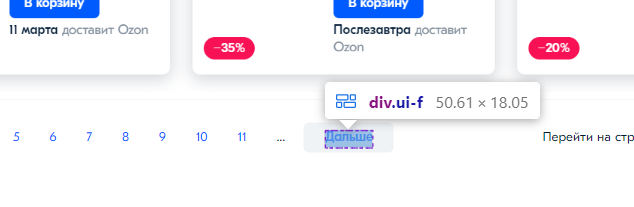 В корзину
11 марта доставит Ozon
−35%
В корзину
Послезавтра доставит
Ozon
−20%
div.ui-f 50.61 × 18.05
5 6 7 8 9 10 11 ... Дальше
Перейти на стр